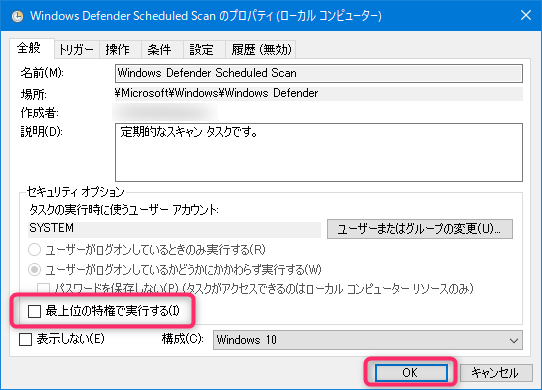 Windows Defender Scheduled Scan のプロパティ (ローカル コンピューター)
全般 トリガー 操作 条件 設定 履歴 (無効)
名前(M): Windows Defender Scheduled Scan
場所: ¥Microsoft¥Windows¥Windows Defender
作成者:
説明(D): 定期的なスキャン タスクです。
セキュリティ オプション
タスクの実行時に使うユーザー アカウント:
SYSTEM ユーザーまたはグループの変更(U)...
ユーザーがログオンしているときのみ実行する(R)
ユーザーがログオンしているかどうかにかかわらず実行する(W)
パスワードを保存しない(P) (タスクがアクセスできるのはローカル コンピューター リソースのみ)
最上位の特権で実行する(I)
表示しない(E) 構成(C): Windows 10
OK キャンセル